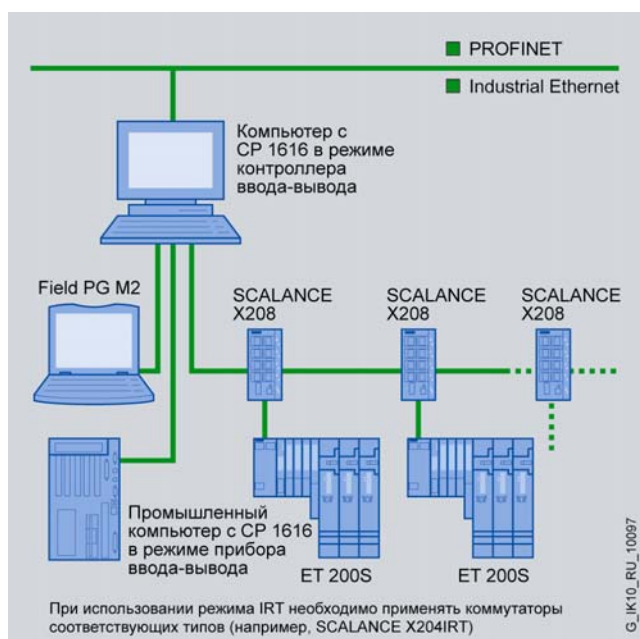 PROFINET
Industrial Ethernet
Компьютер с
CP 1616 в режиме
контроллера
ввода-вывода
Field PG M2
SCALANCE
X208
SCALANCE
X208
SCALANCE
X208
Промышленный
компьютер с CP 1616
в режиме прибора
ввода-вывода
ET 200S
ET 200S
При использовании режима IRT необходимо применять коммутаторы
соответствующих типов (например, SCALANCE X204IRT)
G_IK10_RU_10097